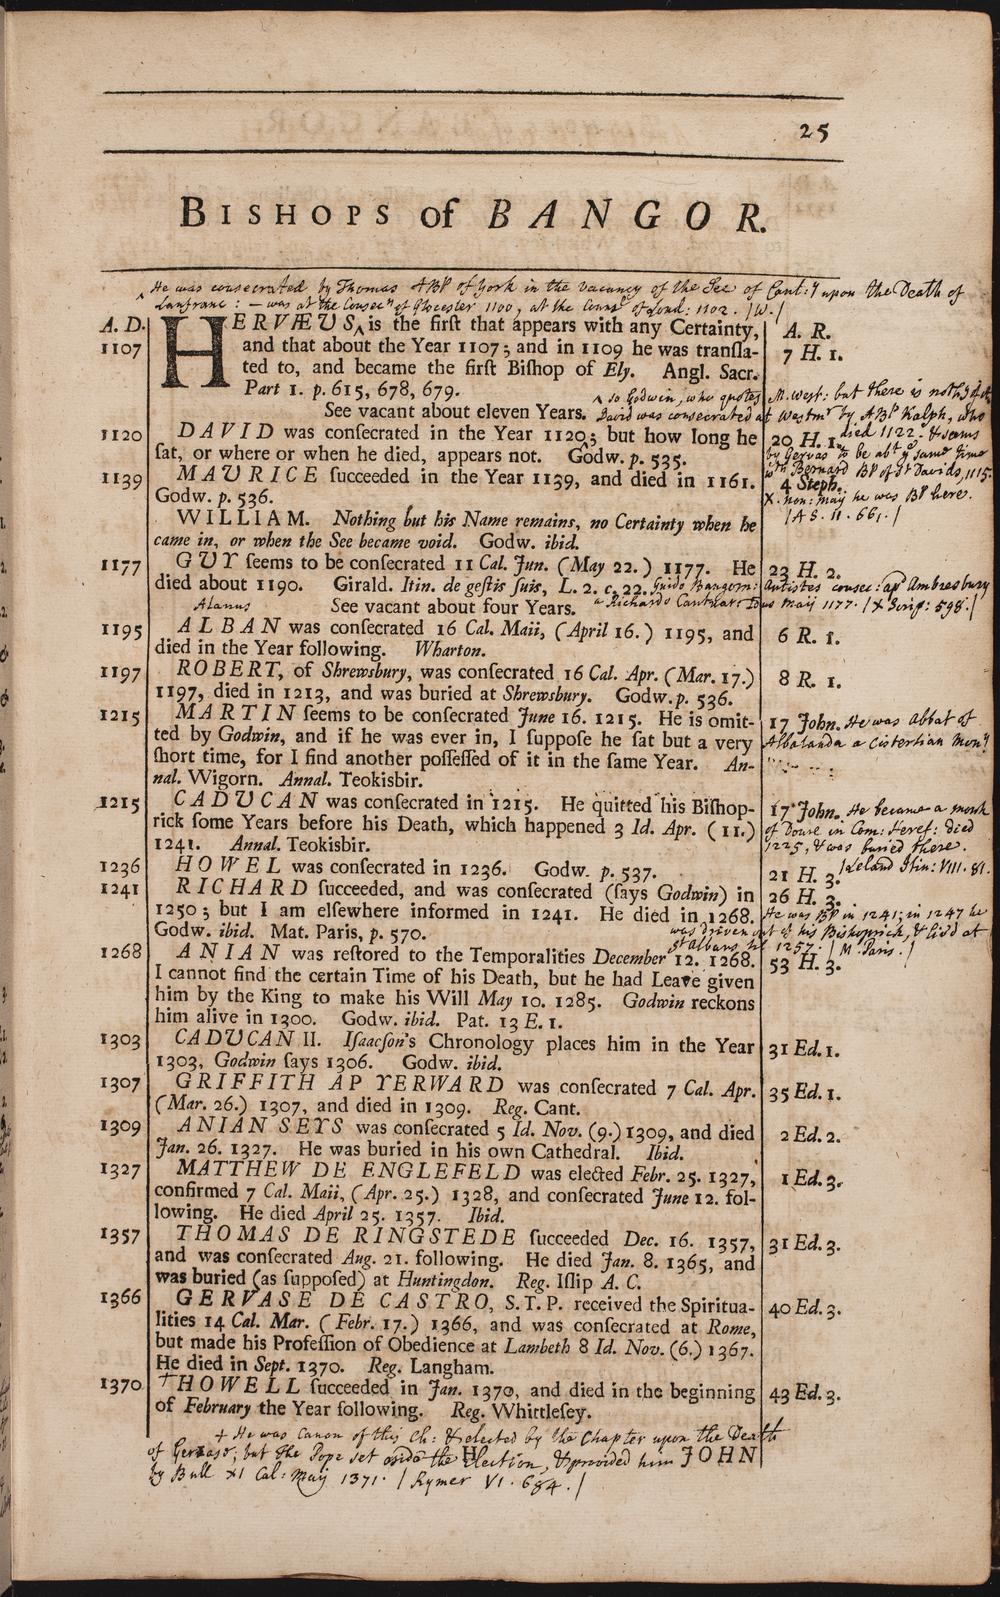 25
BISHOPS of BANGOR.
He was consecrated by Thomas ABp of York in the vacancy of the See of Cant:y upon the Death of
Lanfranc: — was at the Consecn of Glocester 1100, at the Counc of Lond: 1102. /W./
A. D. HERVÆUS, is the firſt that appears with any Certainty, A. R.
1107 and that about the Year 1107; and in 1109 he was tranſla- 7 H. 1.
ted to, and became the firſt Biſhop of Ely. Angl. Sacr.
Part 1. p. 615, 678, 679.
^ so Godwin, who quotes M. West: but there is noth:g
See vacant about eleven Years. David was consecrated at Westmr by ABp Ralph, who
died 1122. & seems
1120 DAVID was conſecrated in the Year 1120; but how long he 20 H. 1.
ſat, or where or when he died, appears not. Godw. p. 535.
by Gervas to be abt ye same time
wth Bernard Bp of St Davids, 1115.
1139 MAURICE ſucceeded in the Year 1139, and died in 1161. 4 Steph.
Godw. p. 536.
X. non: may he was Bp here.
/A S. II. 661./
WILLIAM. Nothing but his Name remains, no Certainty when he
came in, or when the See became void. Godw. ibid.
1177 GUY ſeems to be conſecrated 11 Cal. Jun. (May 22.) 1177. He 23 H. 2.
died about 1190. Girald. Itin. de geſtis ſuis, L. 2. c. 22. Guido Bangorn: Antistes consec: ap Ambresbury
a Richardo Cantuar: Idus Maij 1177. /X Scrip: 598./
Alanus
See vacant about four Years.
1195 ALBAN was conſecrated 16 Cal. Maii, (April 16.) 1195, and 6 R. 1.
died in the Year following. Wharton.
1197 ROBERT, of Shrewsbury, was conſecrated 16 Cal. Apr. (Mar. 17.) 8 R. 1.
1197, died in 1213, and was buried at Shrewsbury. Godw. p. 536.
1215 MARTIN ſeems to be conſecrated June 16. 1215. He is omit- 17 John. He was Abbat of
ted by Godwin, and if he was ever in, I ſuppoſe he ſat but a very Albalanda a Cistertian Mony
ſhort time, for I find another poſſeſſed of it in the ſame Year. An-
nal. Wigorn. Annal. Teokisbir.
1215 CADUCAN was conſecrated in 1215. He quitted his Biſhop- 17 John. He became a monk
rick ſome Years before his Death, which happened 3 Id. Apr. (11.) of Doure in Com: Heref: died
1241. Annal. Teokisbir. 1225, & was buried there.
/Leland Itin: VIII. 81.
1236 HOWEL was conſecrated in 1236. Godw. p. 537. 21 H. 3.
1241 RICHARD ſucceeded, and was conſecrated (ſays Godwin) in 26 H. 3.
1250; but I am elſewhere informed in 1241. He died in 1268. He was Bp in 1241; in 1247 he
Godw. ibid. Mat. Paris, p. 570. was driven out of his Bishoprick, & liv'd at
St Albans til 1257. / M. Paris. /
1268 ANIAN was reſtored to the Temporalities December 12. 1268. 53 H. 3.
I cannot find the certain Time of his Death, but he had Leave given
him by the King to make his Will May 10. 1285. Godwin reckons
him alive in 1300. Godw. ibid. Pat. 13 E. 1.
1303 CADUCAN II. Iſaacſon's Chronology places him in the Year 31 Ed. 1.
1303, Godwin ſays 1306. Godw. ibid.
1307 GRIFFITH AP YERWARD was conſecrated 7 Cal. Apr. 35 Ed. 1.
(Mar. 26.) 1307, and died in 1309. Reg. Cant.
1309 ANIAN SEYS was conſecrated 5 Id. Nov. (9.) 1309, and died 2 Ed. 2.
Jan. 26. 1327. He was buried in his own Cathedral. Ibid.
1327 MATTHEW DE ENGLEFELD was elected Febr. 25. 1327, 1 Ed. 3.
confirmed 7 Cal. Maii, (Apr. 25.) 1328, and conſecrated June 12. fol-
lowing. He died April 25. 1357. Ibid.
1357 THOMAS DE RINGSTEDE ſucceeded Dec. 16. 1357, 31 Ed. 3.
and was conſecrated Aug. 21. following. He died Jan. 8. 1365, and
was buried (as ſuppoſed) at Huntingdon. Reg. Iſlip A. C.
1366 GERVASE DE CASTRO, S. T. P. received the Spiritua- 40 Ed. 3.
lities 14 Cal. Mar. (Febr. 17.) 1366, and was conſecrated at Rome,
but made his Profeſſion of Obedience at Lambeth 8 Id. Nov. (6.) 1367.
He died in Sept. 1370. Reg. Langham.
1370 †HOWELL ſucceeded in Jan. 1370, and died in the beginning 43 Ed. 3.
of February the Year following. Reg. Whittleſey.
+ He was Canon of this Ch: & elected by the Chapter upon the Death
of Gervase; but the Pope set aside the Election, & provided him JOHN
by Bull XI Cal: Maij 1371. / Rymer VI. 684. /